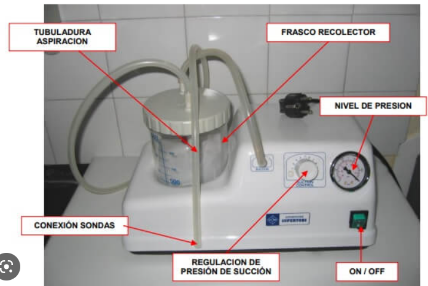 TUBULADURA
ASPIRACION
FRASCO RECOLECTOR
NIVEL DE PRESION
CONEXIÓN SONDAS
REGULACION DE
PRESIÓN DE SUCCIÓN
ON / OFF